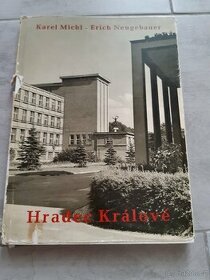 Karel Michl - Erich Neugebauer
Hradec Králové